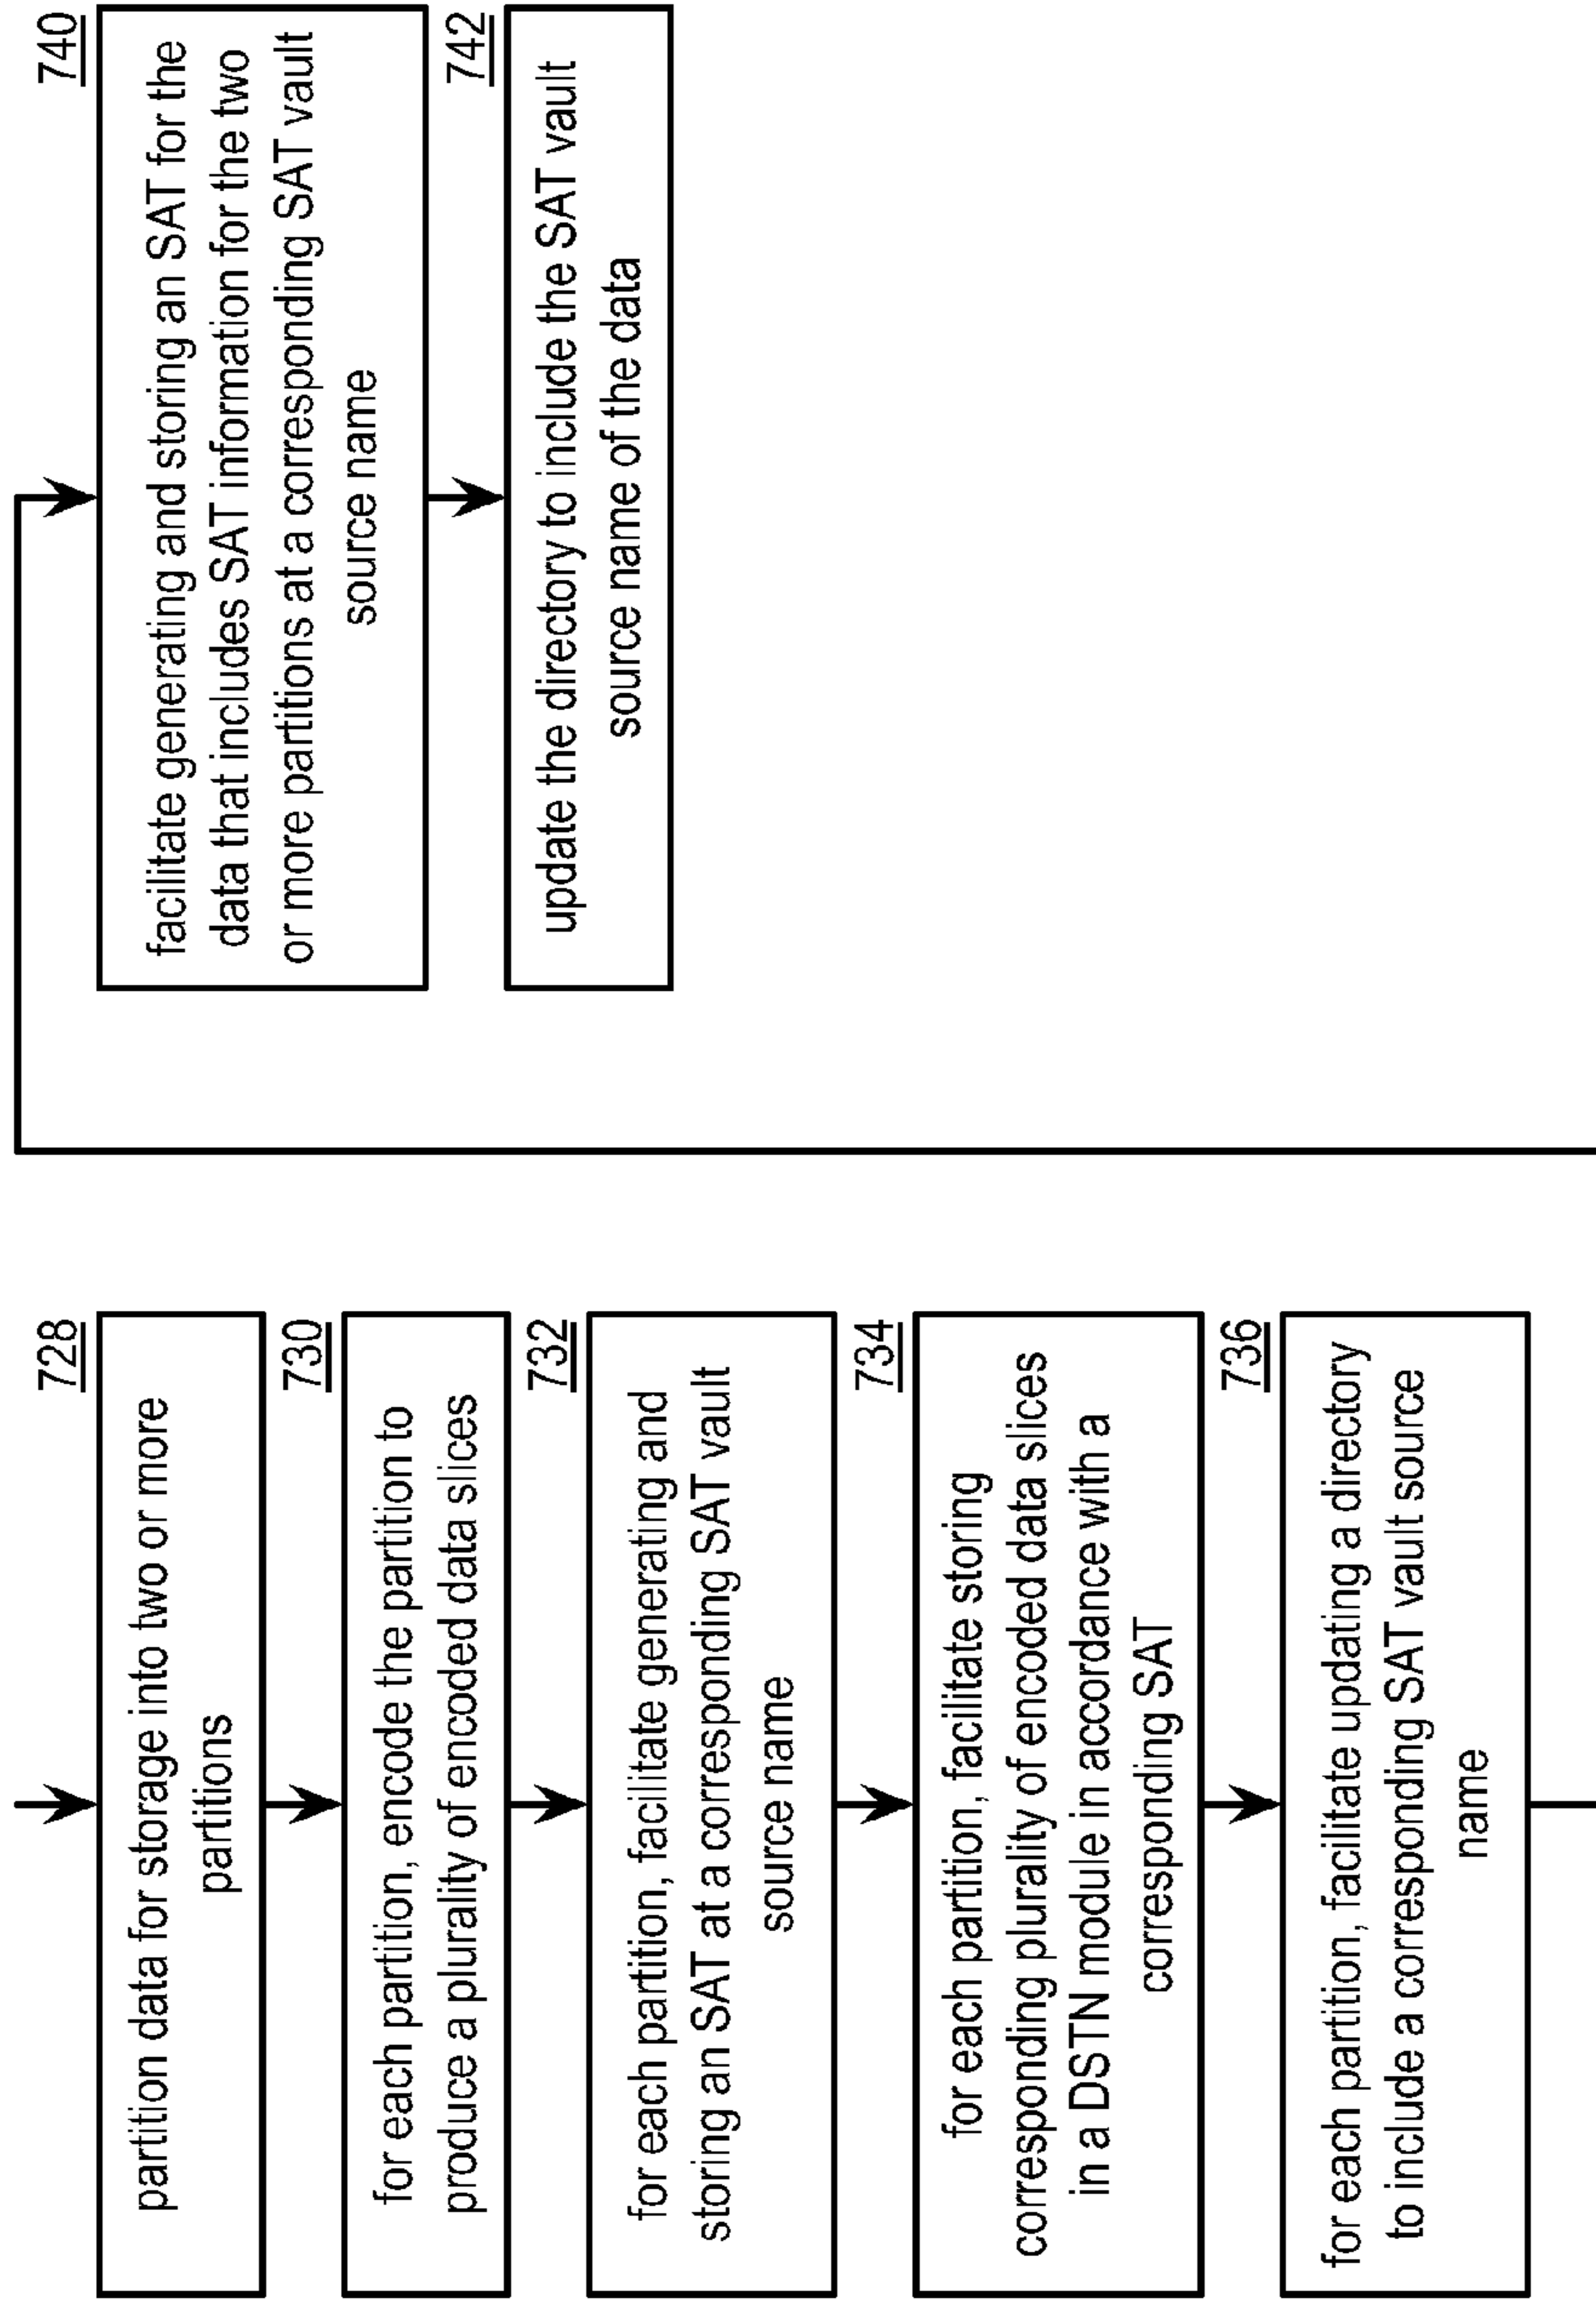 728
partition data for storage into two or more
partitions
730
for each partition, encode the partition to
produce a plurality of encoded data slices
732
for each partition, facilitate generating and
storing an SAT at a corresponding SAT vault
source name
734
for each partition, facilitate storing
corresponding plurality of encoded data slices
in a DSTN module in accordance with a
corresponding SAT
736
for each partition, facilitate updating a directory
to include a corresponding SAT vault source
name
740
facilitate generating and storing an SAT for the
data that includes SAT information for the two
or more partitions at a corresponding SAT vault
source name
742
update the directory to include the SAT vault
source name of the data